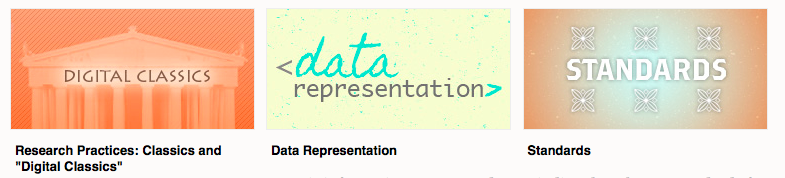 DIGITAL CLASSICS
<data
representation>
STANDARDS
Research Practices: Classics and
"Digital Classics"
Data Representation
Standards